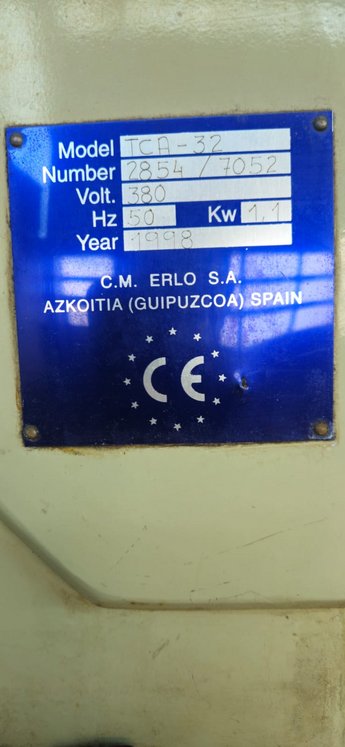 Model TCA-32
Number 2854/7052
Volt. 380
Hz 50 Kw 1.1
Year 1998
C.M. ERLO S.A.
AZKOITIA (GUIPUZCOA) SPAIN
CE